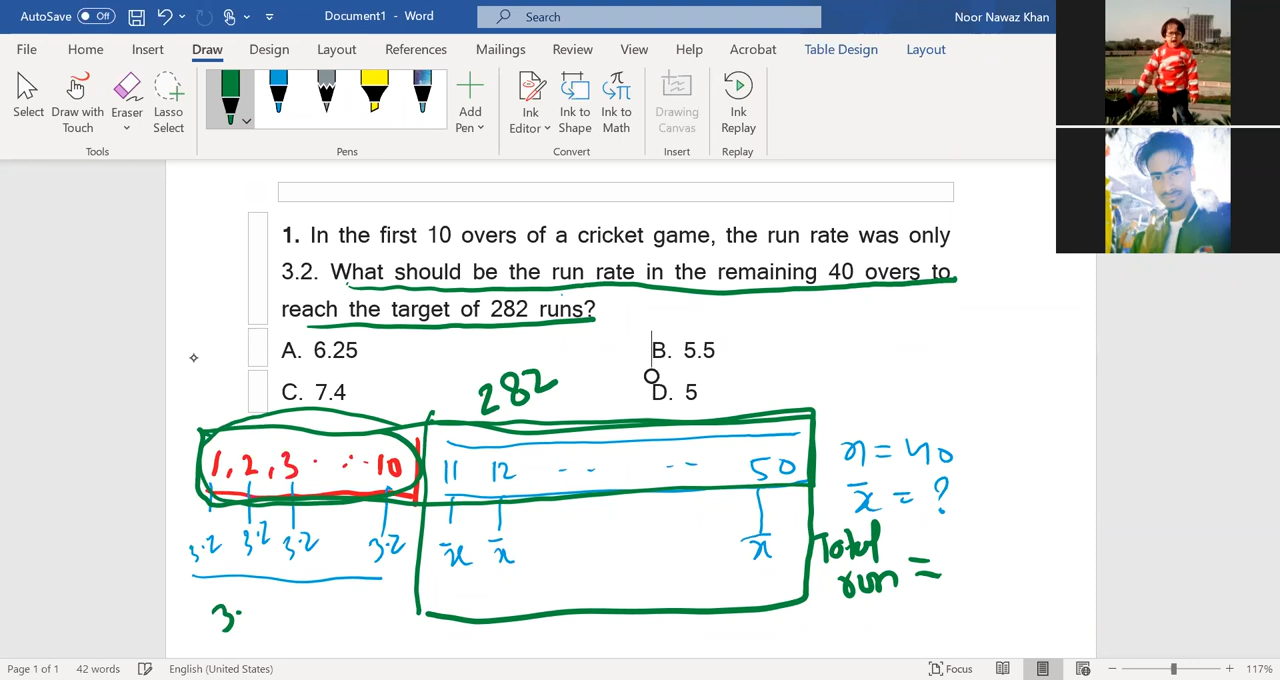 AutoSave Off Document1 - Word Search Noor Nawaz Khan
File Home Insert Draw Design Layout References Mailings Review View Help Acrobat Table Design Layout
Select Draw with Touch Eraser Lasso Select Add Pen Ink Editor Ink to Shape Ink to Math Drawing Canvas Ink Replay
Tools Pens Convert Insert Replay
1. In the first 10 overs of a cricket game, the run rate was only
3.2. What should be the run rate in the remaining 40 overs to
reach the target of 282 runs?
A. 6.25 B. 5.5
C. 7.4 D. 5
282
1, 2, 3 . . . 10 11 12 -- -- 50 n = 40
x̄ = ?
3.2 3.2 3.2 3.2 x̄ x̄ x̄ Total
run =
3.
Page 1 of 1 42 words English (United States) Focus 117%